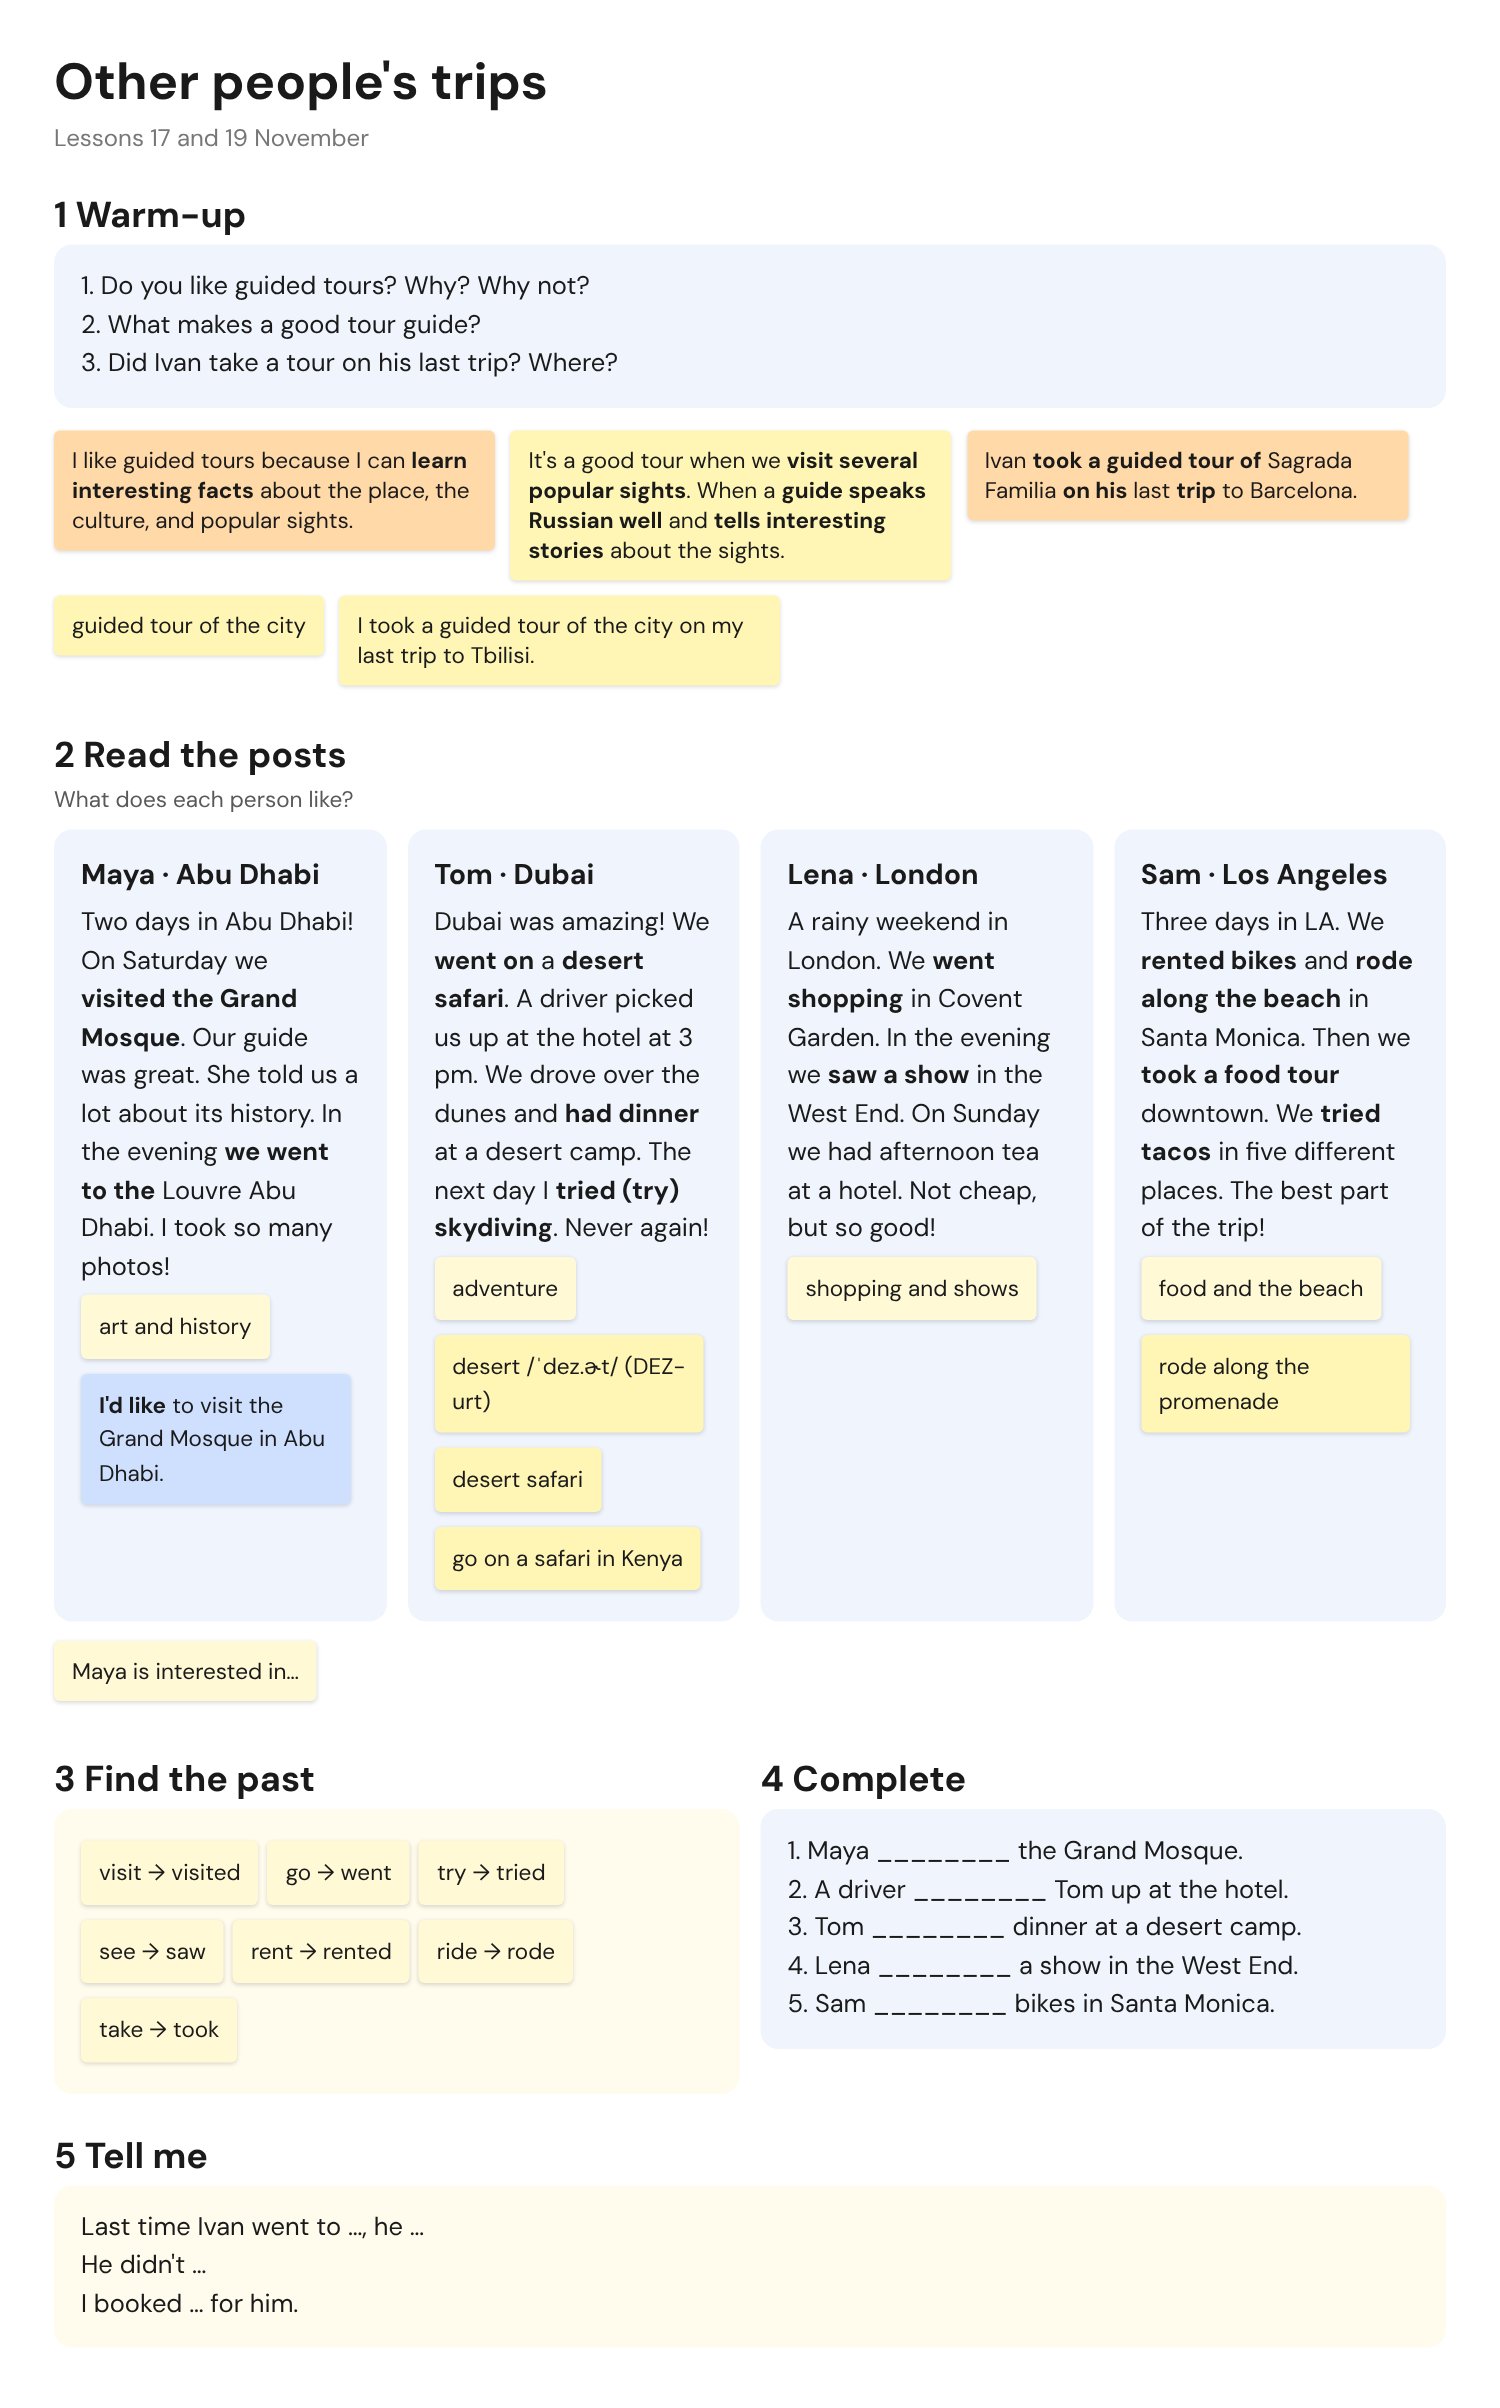 Other people's trips
Lessons 17 and 19 November
1 Warm-up
1. Do you like guided tours? Why? Why not?
2. What makes a good tour guide?
3. Did Ivan take a tour on his last trip? Where?
I like guided tours because I can learn
interesting facts about the place, the
culture, and popular sights.
It's a good tour when we visit several
popular sights. When a guide speaks
Russian well and tells interesting
stories about the sights.
Ivan took a guided tour of Sagrada
Familia on his last trip to Barcelona.
guided tour of the city
I took a guided tour of the city on my
last trip to Tbilisi.
2 Read the posts
What does each person like?
Maya · Abu Dhabi
Two days in Abu Dhabi!
On Saturday we
visited the Grand
Mosque. Our guide
was great. She told us a
lot about its history. In
the evening we went
to the Louvre Abu
Dhabi. I took so many
photos!
art and history
I'd like to visit the
Grand Mosque in Abu
Dhabi.
Tom · Dubai
Dubai was amazing! We
went on a desert
safari. A driver picked
us up at the hotel at 3
pm. We drove over the
dunes and had dinner
at a desert camp. The
next day I tried (try)
skydiving. Never again!
adventure
desert /ˈdez.ɚt/ (DEZ-
urt)
desert safari
go on a safari in Kenya
Lena · London
A rainy weekend in
London. We went
shopping in Covent
Garden. In the evening
we saw a show in the
West End. On Sunday
we had afternoon tea
at a hotel. Not cheap,
but so good!
shopping and shows
Sam · Los Angeles
Three days in LA. We
rented bikes and rode
along the beach in
Santa Monica. Then we
took a food tour
downtown. We tried
tacos in five different
places. The best part
of the trip!
food and the beach
rode along the
promenade
Maya is interested in...
3 Find the past
visit → visited
go → went
try → tried
see → saw
rent → rented
ride → rode
take → took
4 Complete
1. Maya ________ the Grand Mosque.
2. A driver ________ Tom up at the hotel.
3. Tom ________ dinner at a desert camp.
4. Lena ________ a show in the West End.
5. Sam ________ bikes in Santa Monica.
5 Tell me
Last time Ivan went to ..., he ...
He didn't ...
I booked ... for him.